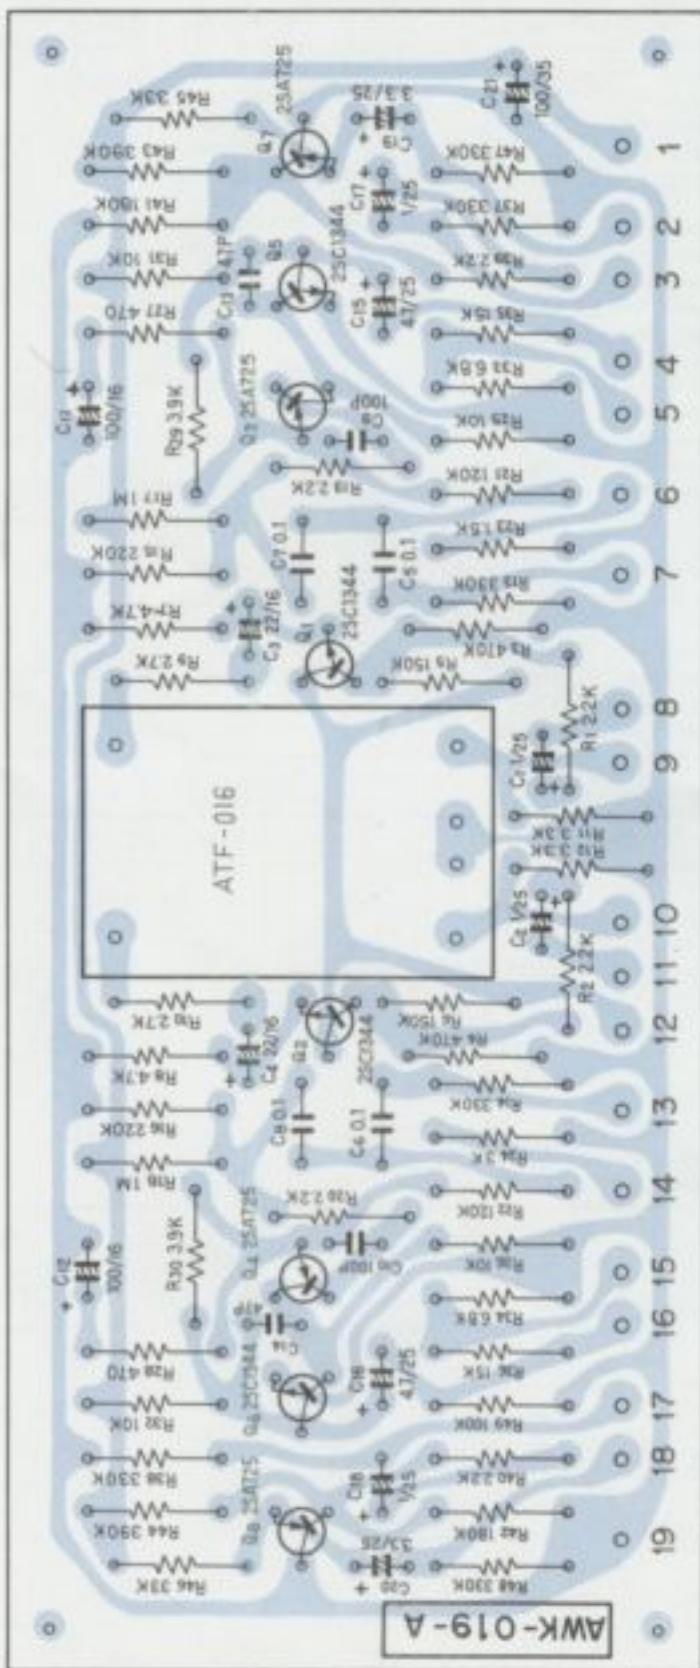 R45 33K
R43 390K
R41 180K
R31 10K
R27 470
C11
100/16
R29 3.9K
R17 1M
R15 220K
R7 4.7K
R9 2.7K
Q7
2SA725
3.3/25
C19
C17
1/25
C21
100/35
47P
Q5
2SC1344
C15
4.7/25
Q3 2SA725
C9
100P
R19 2.2K
C7 0.1
C5 0.1
C3 22/16
Q1
2SC1344
R47 330K
R37 330K
R39 2.2K
R35 15K
R33 6.8K
R25 10K
R21 120K
R23 1.5K
R13 330K
R3 470K
R5 150K
1
2
3
4
5
6
7
8
9
10
11
12
13
14
15
16
17
18
19
ATF-016
R1 2.2K
C1 1/25
R11 3.3K
R12 3.3K
C2 1/25
R2 2.2K
R10 2.7K
R8 4.7K
R16 220K
R18 1M
R30 3.9K
C12
100/16
R28 470
R32 10K
R38 330K
R44 390K
R46 33K
C4 22/16
Q2
2SC1344
C8 0.1
C6 0.1
R20 2.2K
Q4 2SA725
C10 100P
47P
C14
Q6 2SC1344
4.7/25
Q8 2SA725
1/25
3.3/25
C20
R6 150K
R4 470K
R14 330K
R24
R22 120K
10K
R34 6.8K
R36 15K
R49 100K
R40 2.2K
R42 180K
R48 330K
AWK-019-A